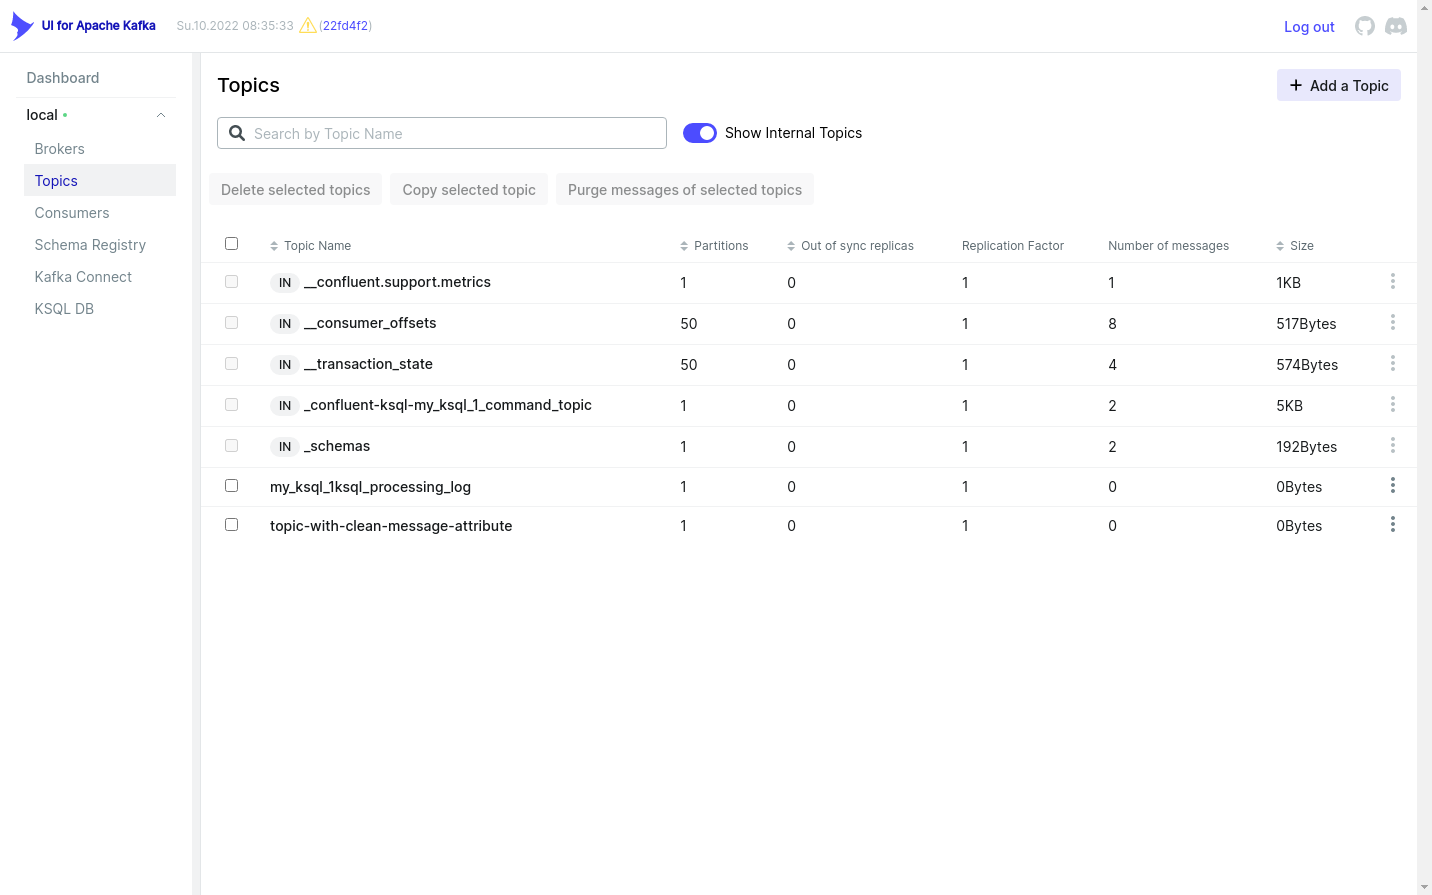 UI for Apache Kafka Su.10.2022 08:35:33 (22fd4f2) Log out
Dashboard
local
Brokers
Topics
Consumers
Schema Registry
Kafka Connect
KSQL DB
Topics
Add a Topic
Search by Topic Name
Show Internal Topics
Delete selected topics Copy selected topic Purge messages of selected topics
Topic Name Partitions Out of sync replicas Replication Factor Number of messages Size
IN __confluent.support.metrics 1 0 1 1 1KB
IN __consumer_offsets 50 0 1 8 517Bytes
IN __transaction_state 50 0 1 4 574Bytes
IN _confluent-ksql-my_ksql_1_command_topic 1 0 1 2 5KB
IN _schemas 1 0 1 2 192Bytes
my_ksql_1ksql_processing_log 1 0 1 0 0Bytes
topic-with-clean-message-attribute 1 0 1 0 0Bytes